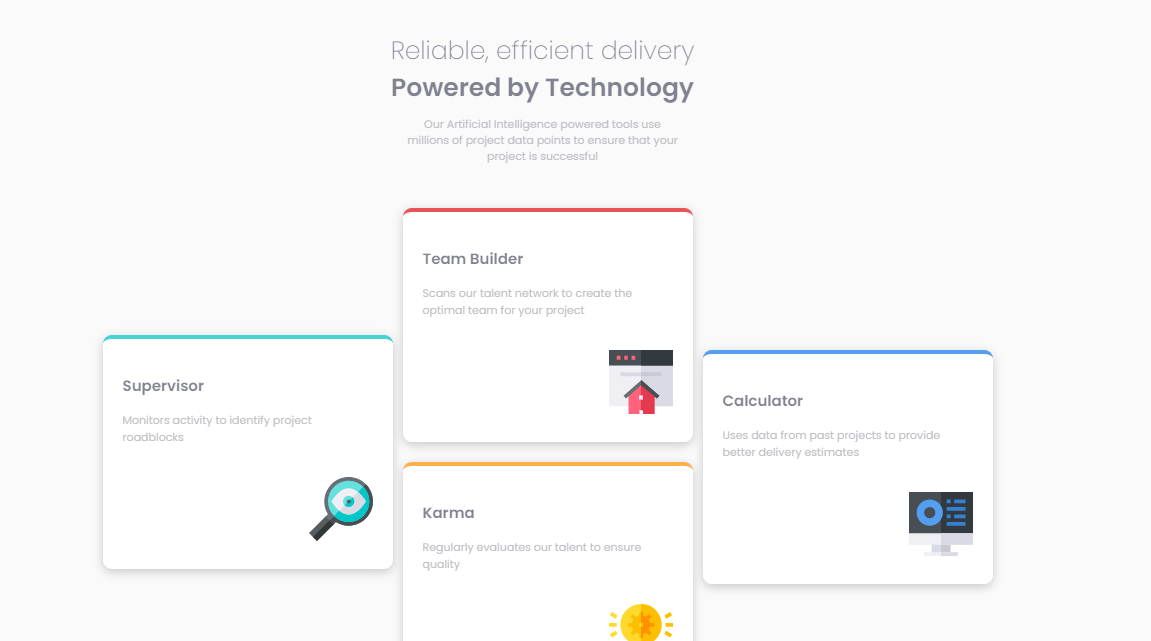 Reliable, efficient delivery
Powered by Technology
Our Artificial Intelligence powered tools use
millions of project data points to ensure that your
project is successful
Team Builder
Scans our talent network to create the
optimal team for your project
Supervisor
Monitors activity to identify project
roadblocks
Calculator
Uses data from past projects to provide
better delivery estimates
Karma
Regularly evaluates our talent to ensure
quality